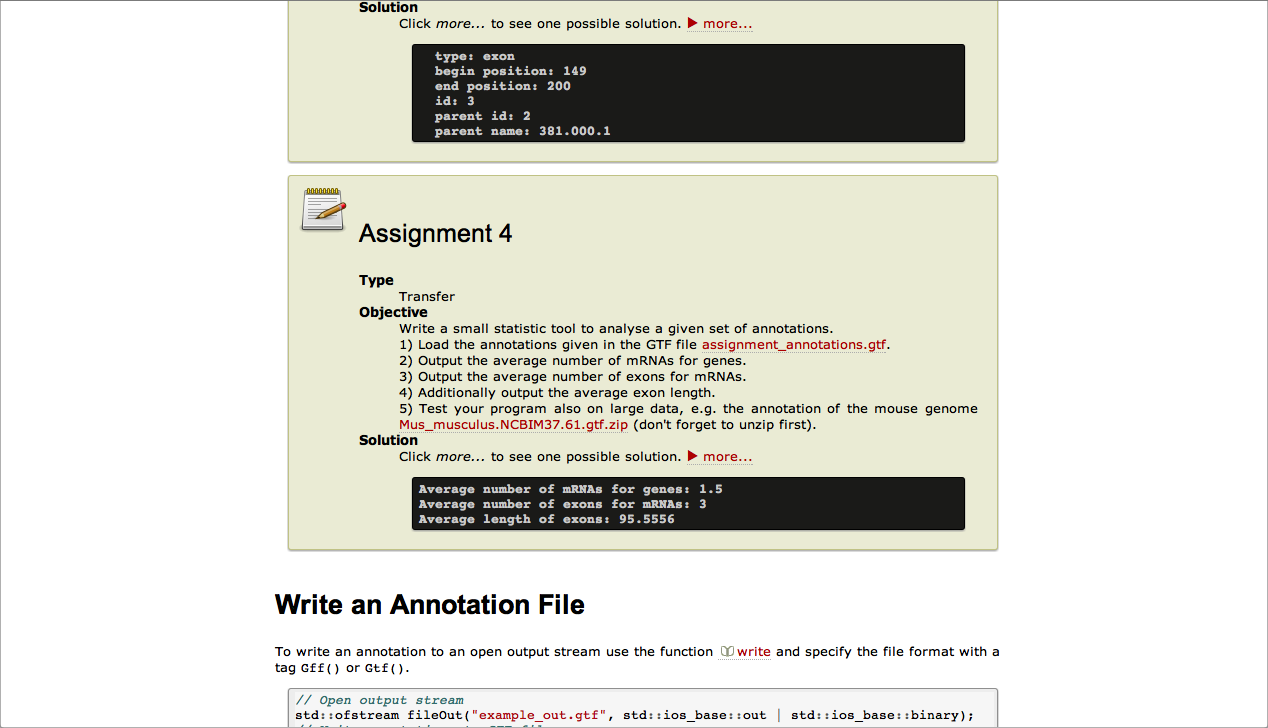 Solution
Click more... to see one possible solution. ▶ more...
type: exon
begin position: 149
end position: 200
id: 3
parent id: 2
parent name: 381.000.1
Assignment 4
Type
Transfer
Objective
Write a small statistic tool to analyse a given set of annotations.
1) Load the annotations given in the GTF file assignment_annotations.gtf.
2) Output the average number of mRNAs for genes.
3) Output the average number of exons for mRNAs.
4) Additionally output the average exon length.
5) Test your program also on large data, e.g. the annotation of the mouse genome
Mus_musculus.NCBIM37.61.gtf.zip (don't forget to unzip first).
Solution
Click more... to see one possible solution. ▶ more...
Average number of mRNAs for genes: 1.5
Average number of exons for mRNAs: 3
Average length of exons: 95.5556
Write an Annotation File
To write an annotation to an open output stream use the function write and specify the file format with a
tag Gff() or Gtf().
// Open output stream
std::ofstream fileOut("example_out.gtf", std::ios_base::out | std::ios_base::binary);